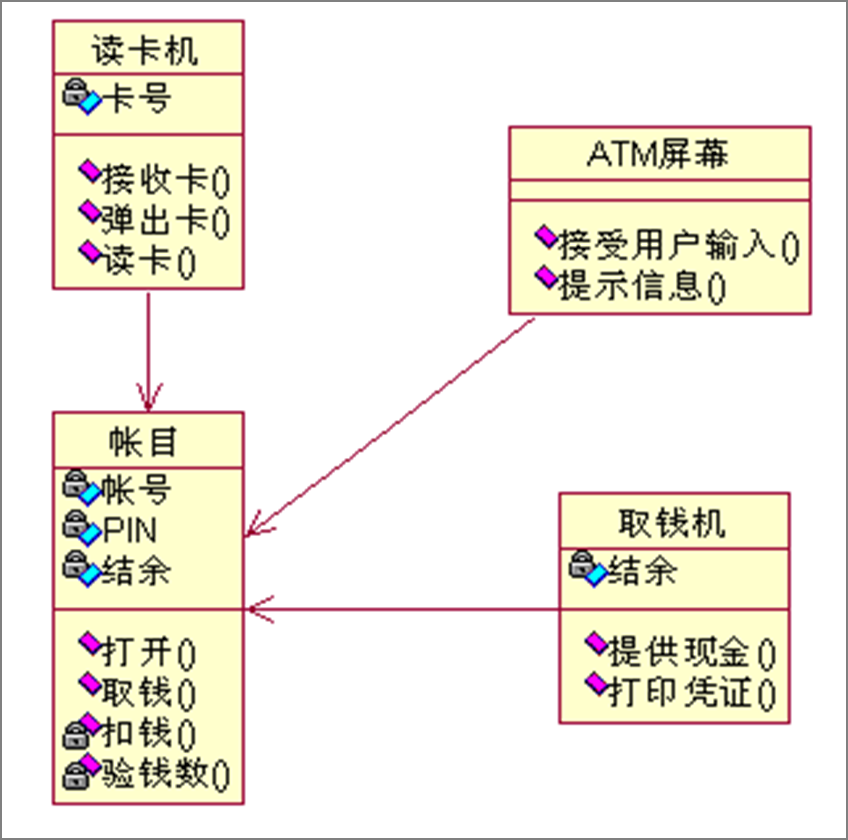 读卡机
卡号
接收卡()
弹出卡()
读卡()
ATM屏幕
接受用户输入()
提示信息()
帐目
帐号
PIN
结余
打开()
取钱()
扣钱()
验钱数()
取钱机
结余
提供现金()
打印凭证()